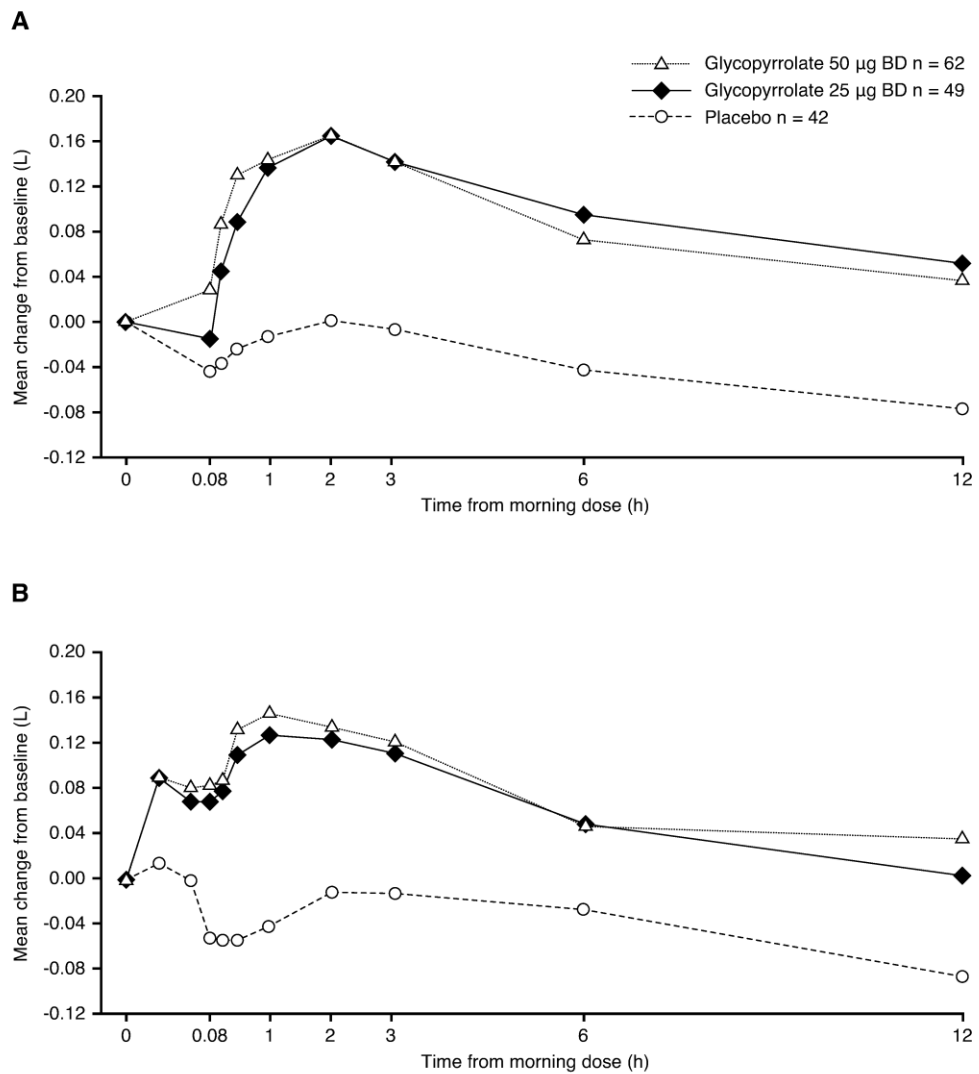 A
Glycopyrrolate 50 µg BD n = 62
Glycopyrrolate 25 µg BD n = 49
Placebo n = 42
Mean change from baseline (L)
0.20
0.16
0.12
0.08
0.04
0.00
-0.04
-0.08
-0.12
0 0.08 1 2 3 6 12
Time from morning dose (h)
B
Mean change from baseline (L)
0.20
0.16
0.12
0.08
0.04
0.00
-0.04
-0.08
-0.12
0 0.08 1 2 3 6 12
Time from morning dose (h)